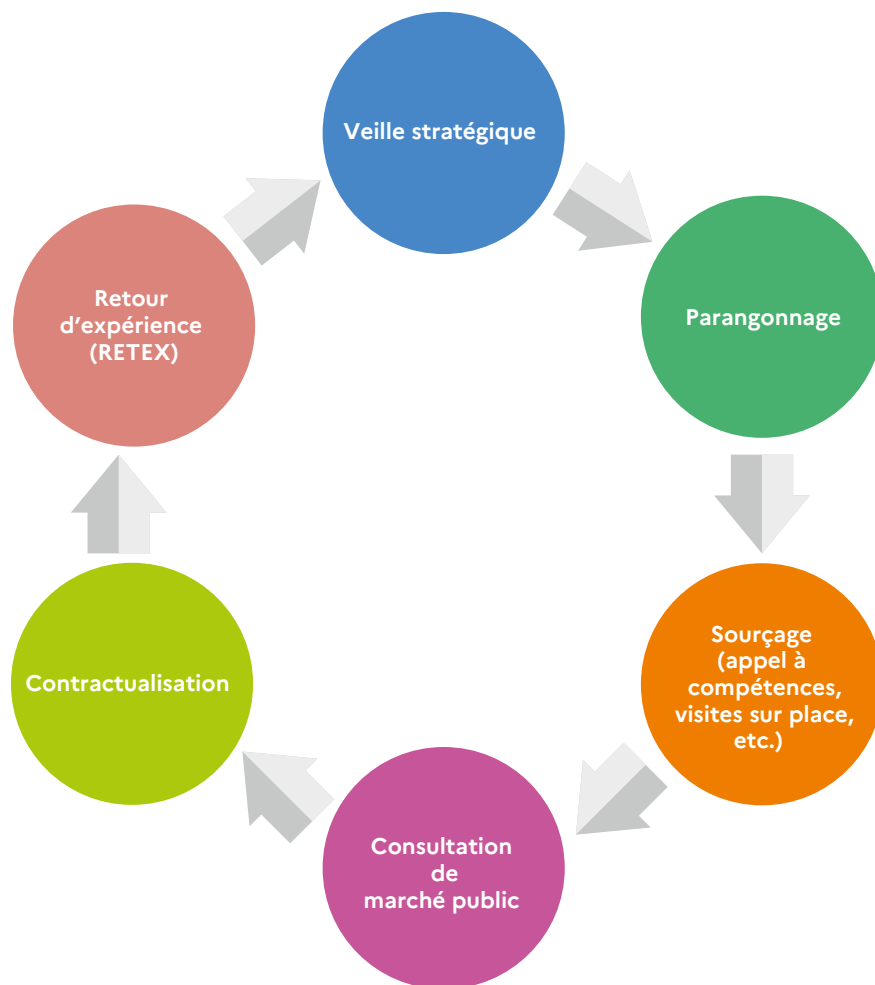 Veille stratégique
Parangonnage
Sourçage
(appel à
compétences,
visites sur place,
etc.)
Consultation
de
marché public
Contractualisation
Retour
d’expérience
(RETEX)